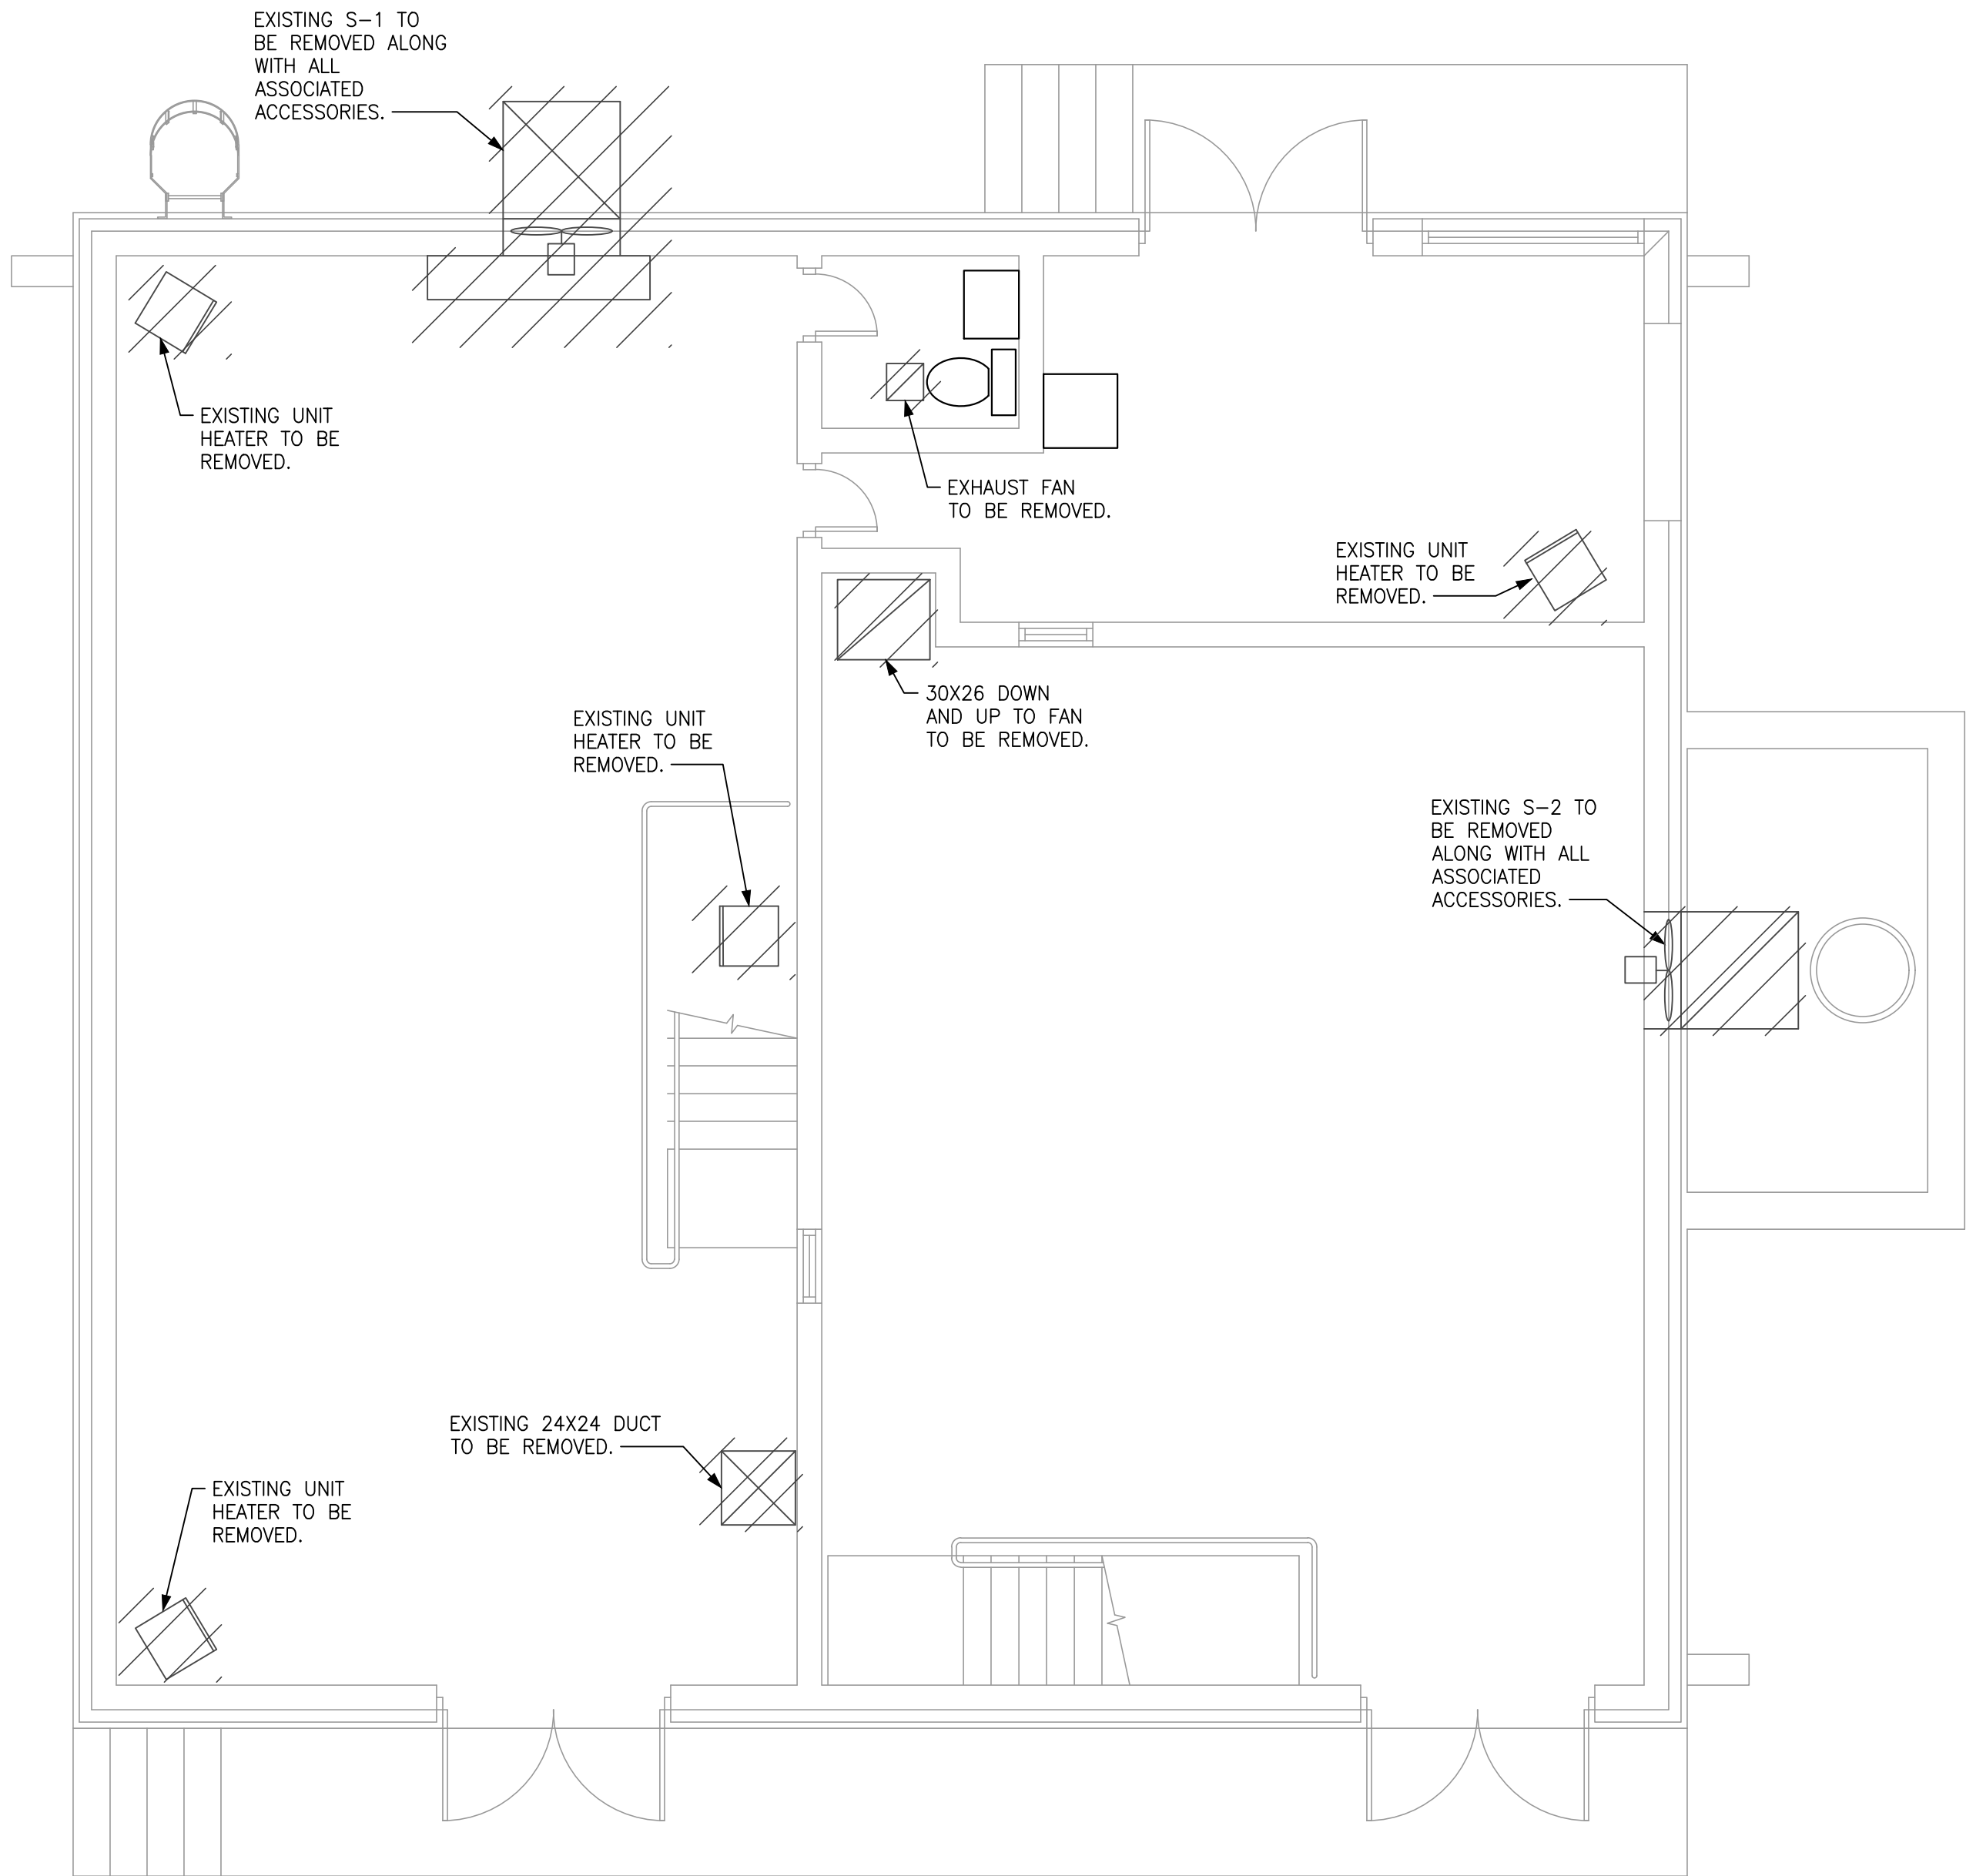 EXISTING S-1 TO
BE REMOVED ALONG
WITH ALL
ASSOCIATED
ACCESSORIES.
EXISTING UNIT
HEATER TO BE
REMOVED.
EXHAUST FAN
TO BE REMOVED.
EXISTING UNIT
HEATER TO BE
REMOVED.
30X26 DOWN
AND UP TO FAN
TO BE REMOVED.
EXISTING UNIT
HEATER TO BE
REMOVED.
EXISTING S-2 TO
BE REMOVED
ALONG WITH ALL
ASSOCIATED
ACCESSORIES.
EXISTING 24X24 DUCT
TO BE REMOVED.
EXISTING UNIT
HEATER TO BE
REMOVED.